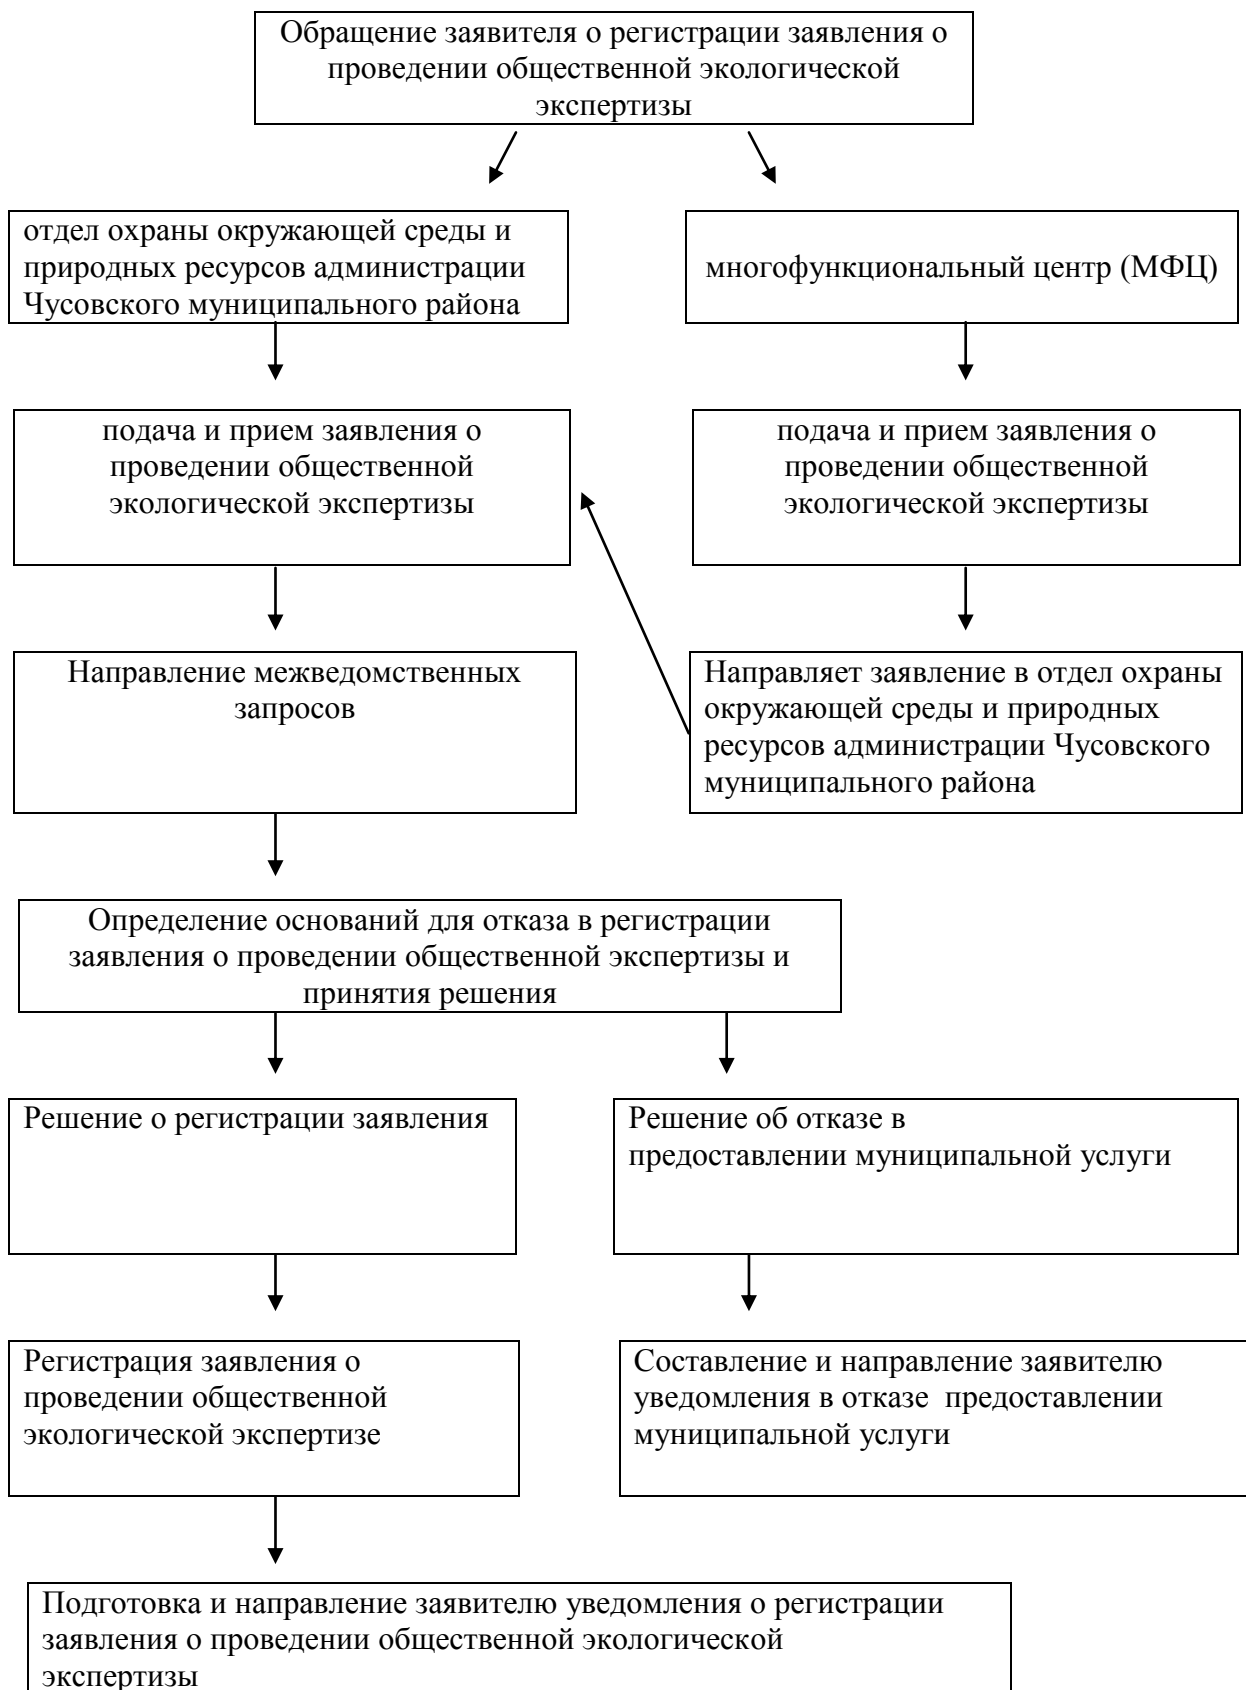 Обращение заявителя о регистрации заявления о
проведении общественной экологической
экспертизы
отдел охраны окружающей среды и
природных ресурсов администрации
Чусовского муниципального района
многофункциональный центр (МФЦ)
подача и прием заявления о
проведении общественной
экологической экспертизы
подача и прием заявления о
проведении общественной
экологической экспертизы
Направление межведомственных
запросов
Направляет заявление в отдел охраны
окружающей среды и природных
ресурсов администрации Чусовского
муниципального района
Определение оснований для отказа в регистрации
заявления о проведении общественной экспертизы и
принятия решения
Решение о регистрации заявления
Решение об отказе в
предоставлении муниципальной услуги
Регистрация заявления о
проведении общественной
экологической экспертизе
Составление и направление заявителю
уведомления в отказе  предоставлении
муниципальной услуги
Подготовка и направление заявителю уведомления о регистрации
заявления о проведении общественной экологической
экспертизы